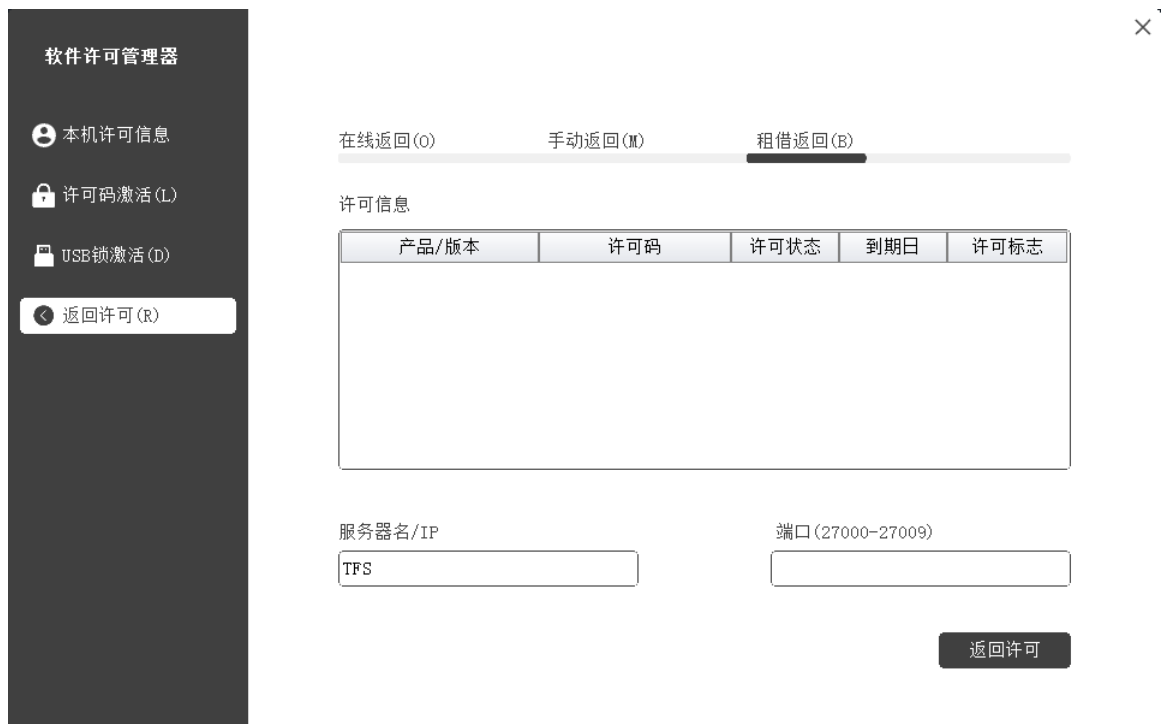 软件许可管理器
本机许可信息
许可码激活(L)
USB锁激活(D)
返回许可(R)
在线返回(O) 手动返回(M) 租借返回(B)
许可信息
产品/版本 许可码 许可状态 到期日 许可标志
服务器名/IP 端口(27000-27009)
TFS
返回许可